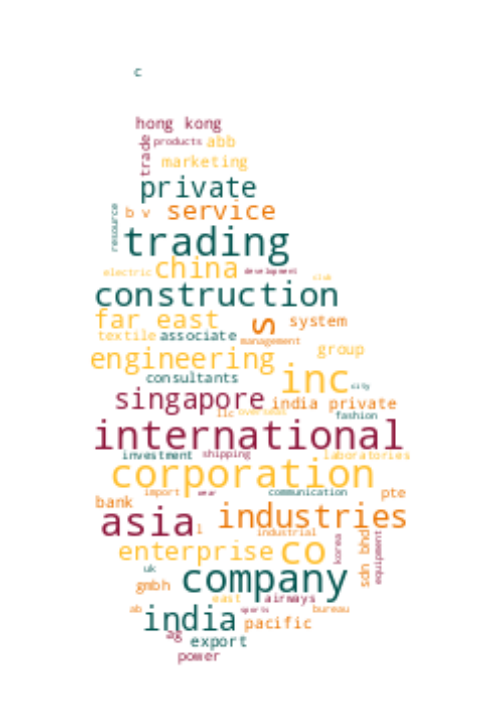 c
hong kong
trade
products abb
marketing
private
resource
b v service
trading
electric china development
club
construction
far east s system
textile associate
management
engineering group
consultants inc city
singapore india private
llc overseas fashion
international
investment shipping laboratories
corporation
import wear communication pte
bank
asia l industries
industrial
enterprise co korea sdn bhd equipment
uk
gmbh company
east airways
ab sports bureau
india pacific
ag export
power